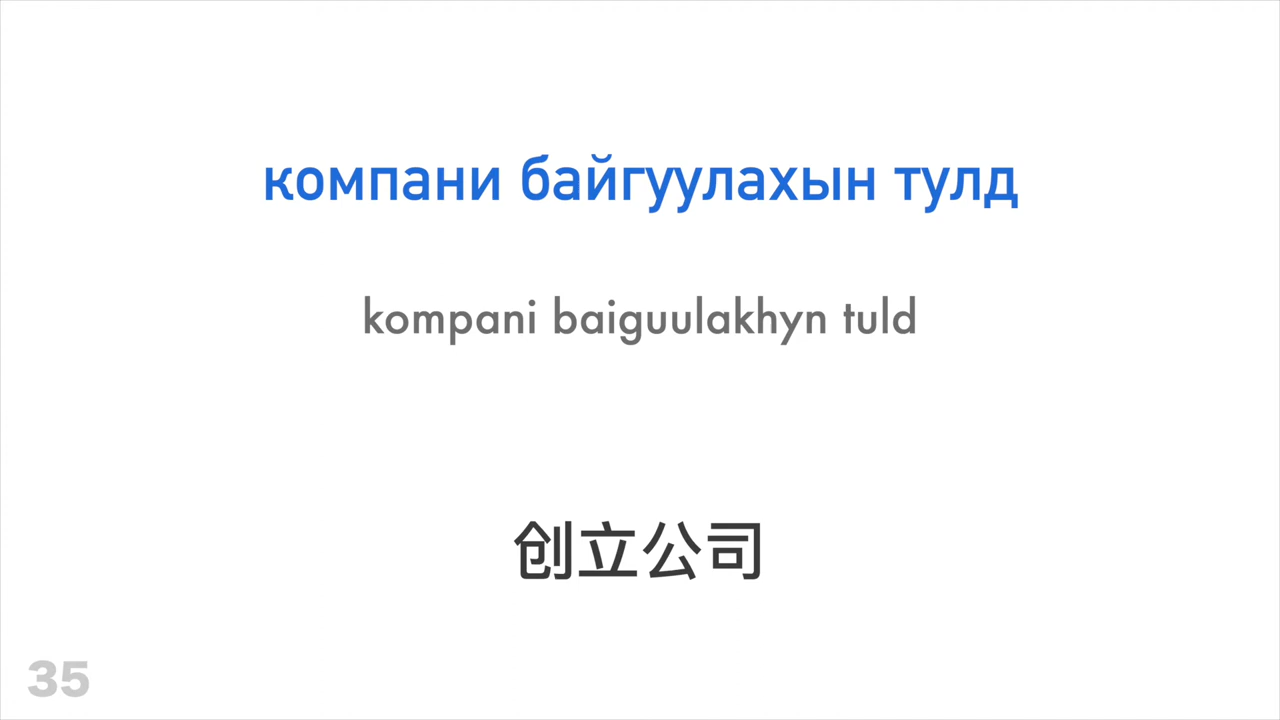 компани байгуулахын тулд
kompani baiguulakhyn tuld
创立公司
35